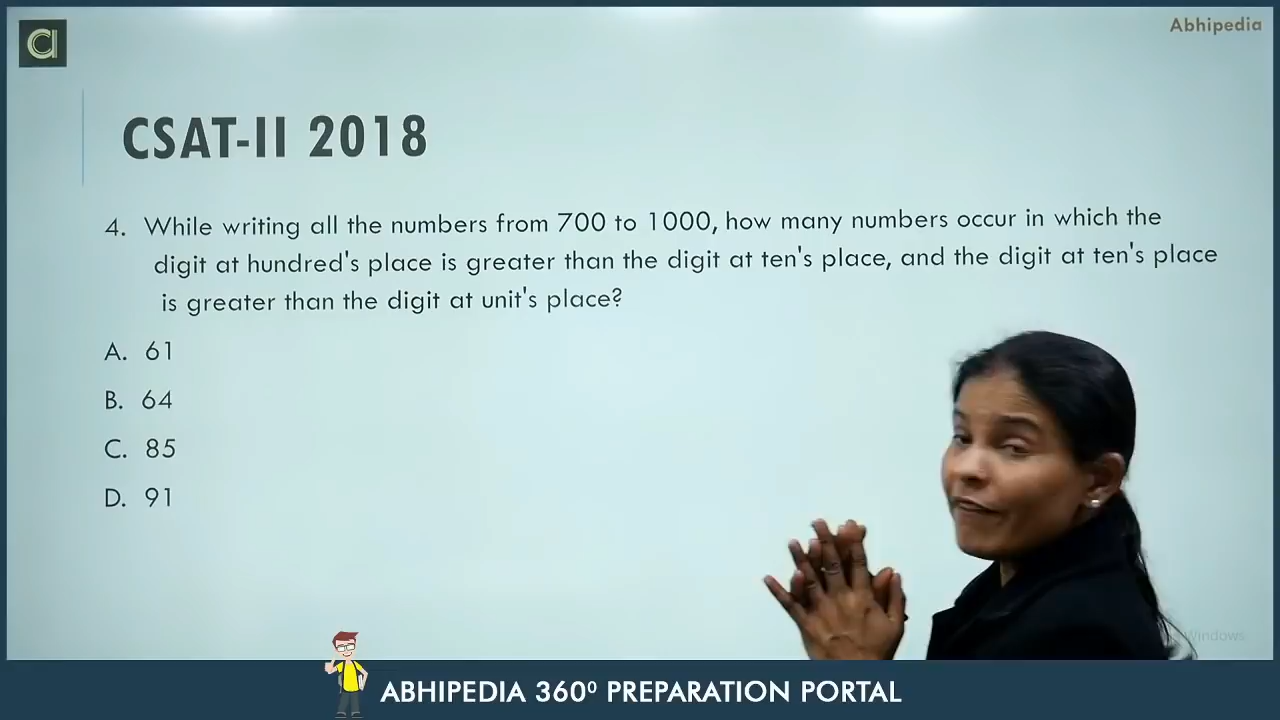 Abhipedia
CSAT-II 2018
4. While writing all the numbers from 700 to 1000, how many numbers occur in which the
digit at hundred's place is greater than the digit at ten's place, and the digit at ten's place
is greater than the digit at unit's place?
A. 61
B. 64
C. 85
D. 91
Windows
ABHIPEDIA 360⁰ PREPARATION PORTAL